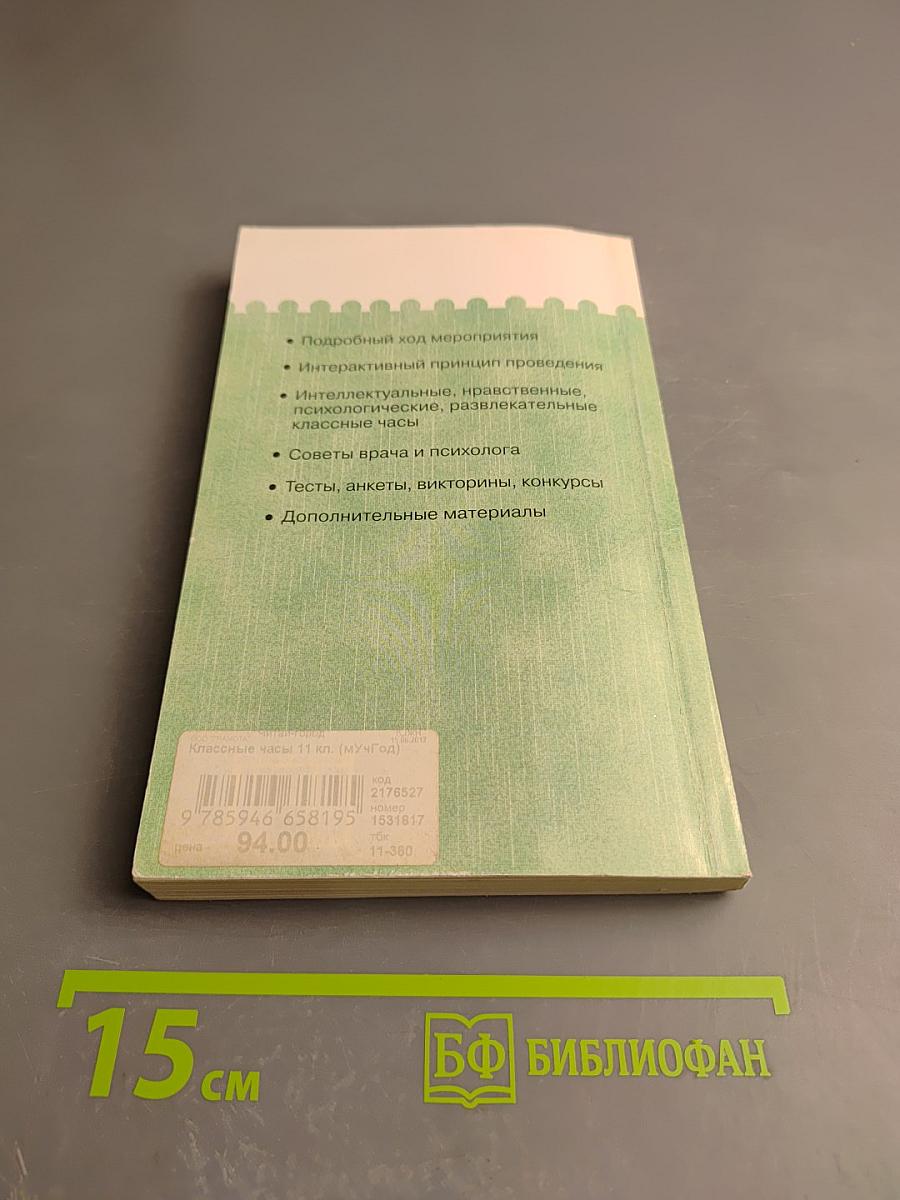 • Подробный ход мероприятия
• Интерактивный принцип проведения
• Интеллектуальные, нравственные,
психологические, развлекательные
классные часы
• Советы врача и психолога
• Тесты, анкеты, викторины, конкурсы
• Дополнительные материалы
Читай-город
Классные часы 11 кл. (мУчГод)
код
2176527
номер
1531817
9 785946 658195
цена 94.00
тбк
11-360
15 см
БФ БИБЛИОФАН